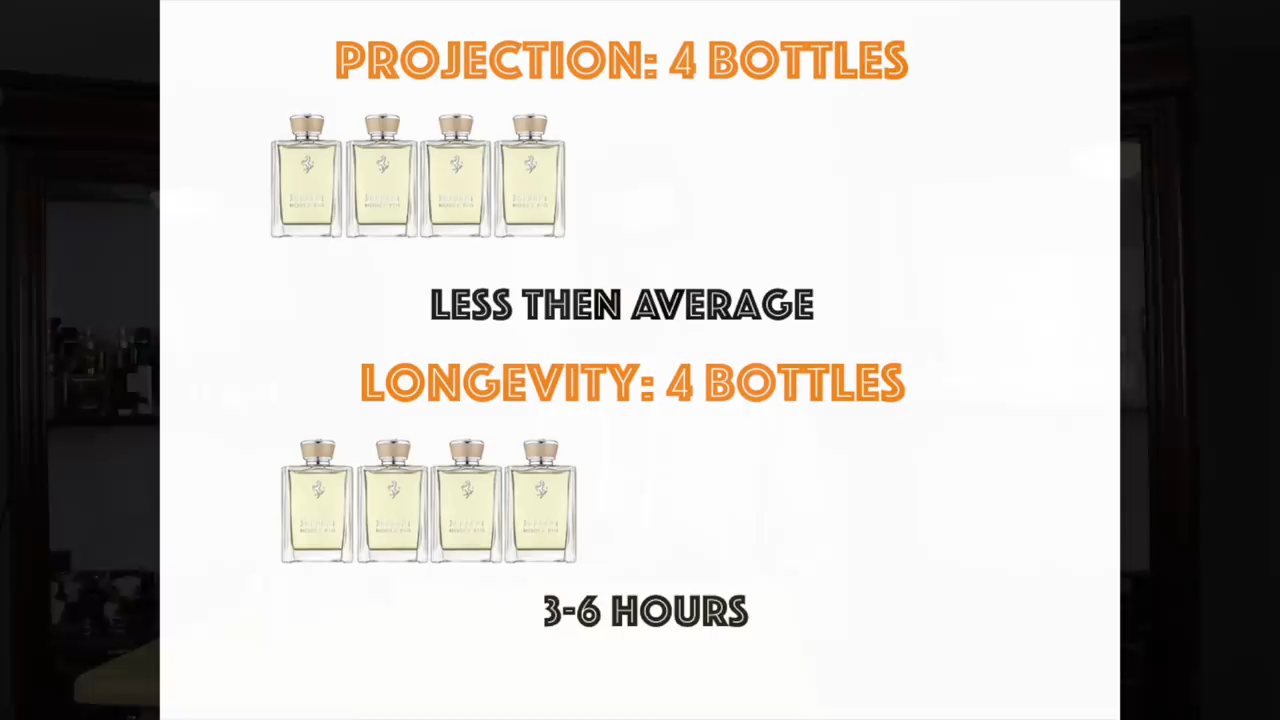 PROJECTION: 4 BOTTLES
LESS THEN AVERAGE
LONGEVITY: 4 BOTTLES
3-6 HOURS